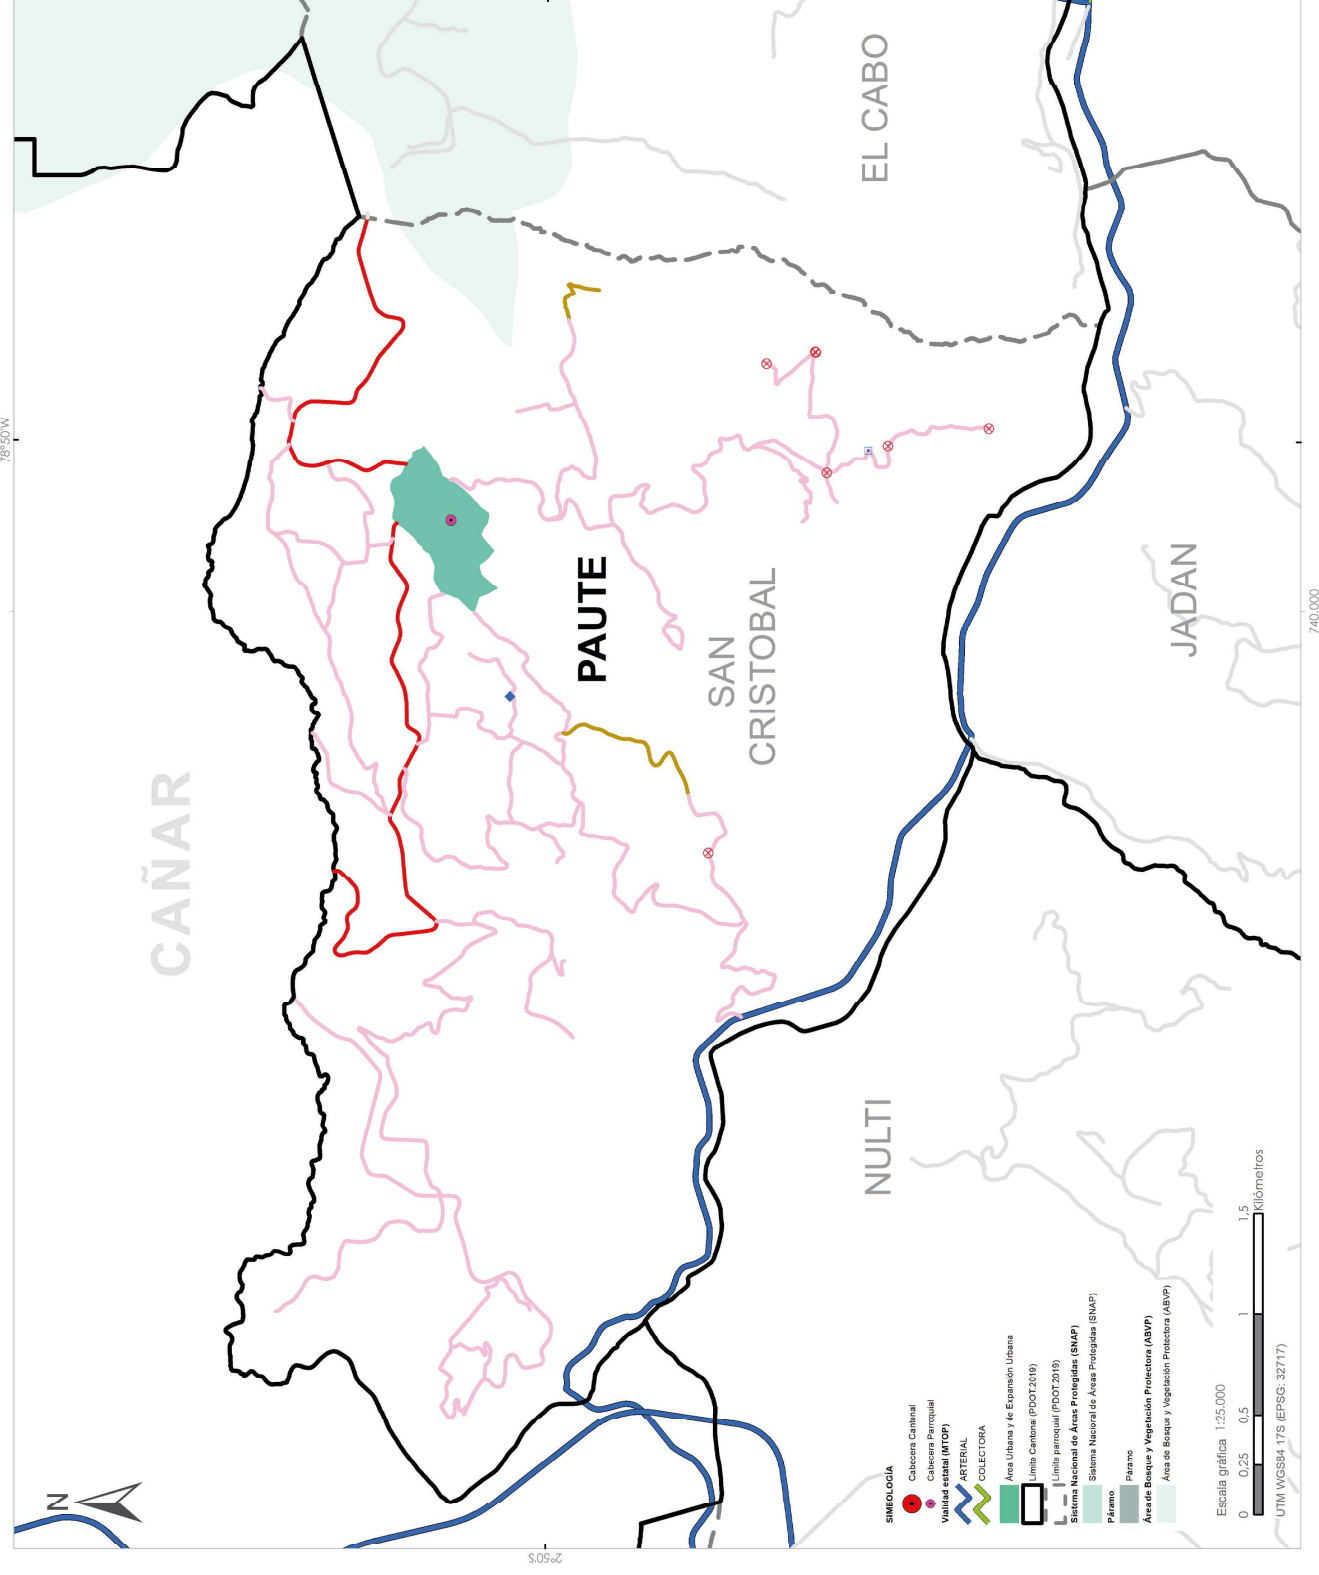 N
78°50'W
CAÑAR
EL CABO
PAUTE
SAN
CRISTOBAL
JADAN
NULTI
740.000
2°50'S
SIMBOLOGÍA
Cabecera Cantonal
Cabecera Parroquial
Vialidad estatal (MTOP)
ARTERIAL
COLECTORA
Área Urbana y de Expansión Urbana
Límite Cantonal (PDOT2019)
Límite parroquial (PDOT2019)
Sistema Nacional de Áreas Protegidas (SNAP)
Sistema Nacional de Áreas Protegidas (SNAP)
Páramo
Páramo
Área de Bosque y Vegetación Protectora (ABVP)
Área de Bosque y Vegetación Protectora (ABVP)
Escala gráfica 1:25.000
0 0,25 0,5 1 1,5
Kilómetros
UTM WGS84 17S (EPSG: 32717)